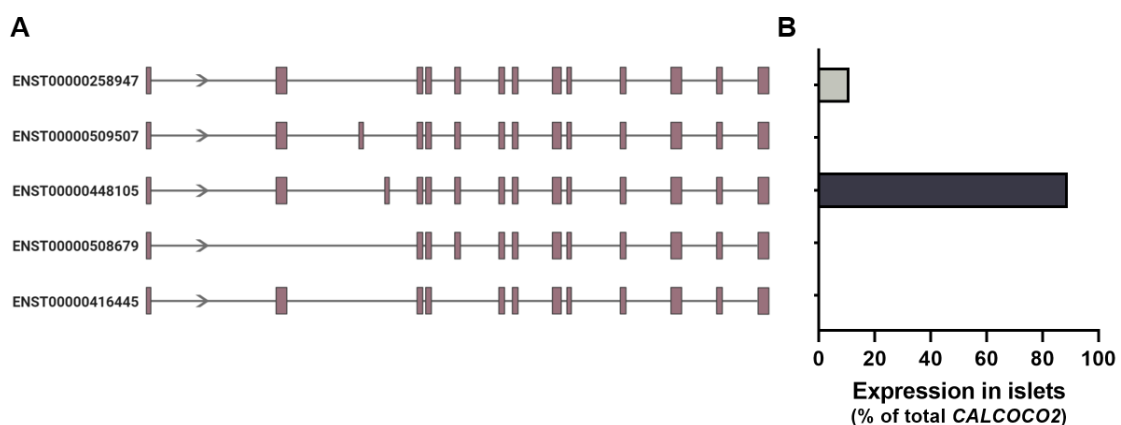 A
B
ENST00000258947
ENST00000509507
ENST00000448105
ENST00000508679
ENST00000416445
0 20 40 60 80 100
Expression in islets
(% of total CALCOCO2)